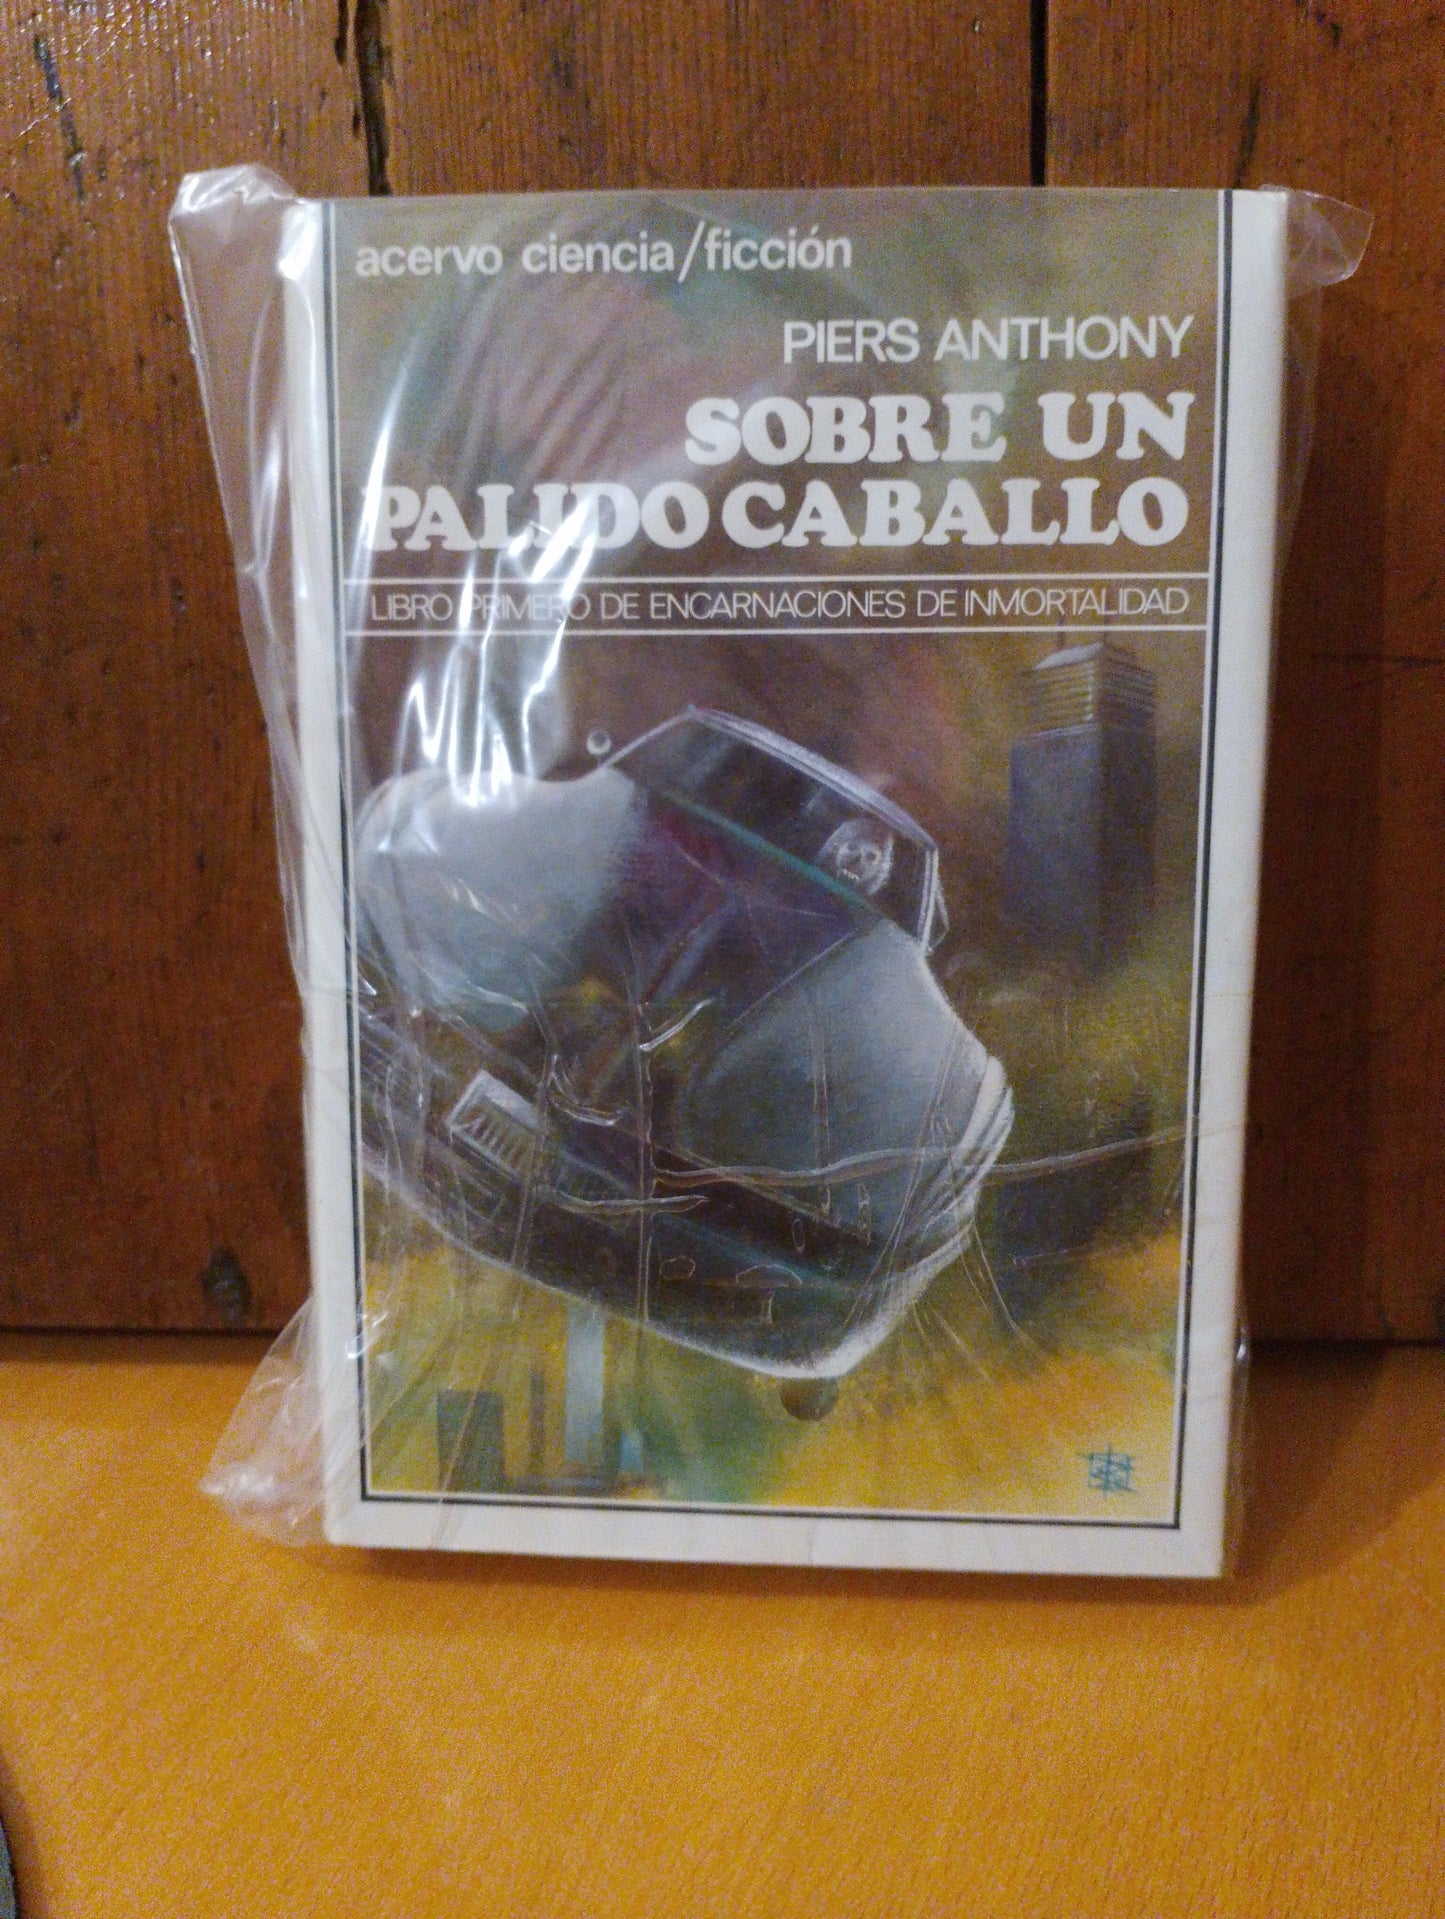 acervo ciencia/ficción
PIERS ANTHONY
SOBRE UN
PALIDO CABALLO
LIBRO PRIMERO DE ENCARNACIONES DE INMORTALIDAD